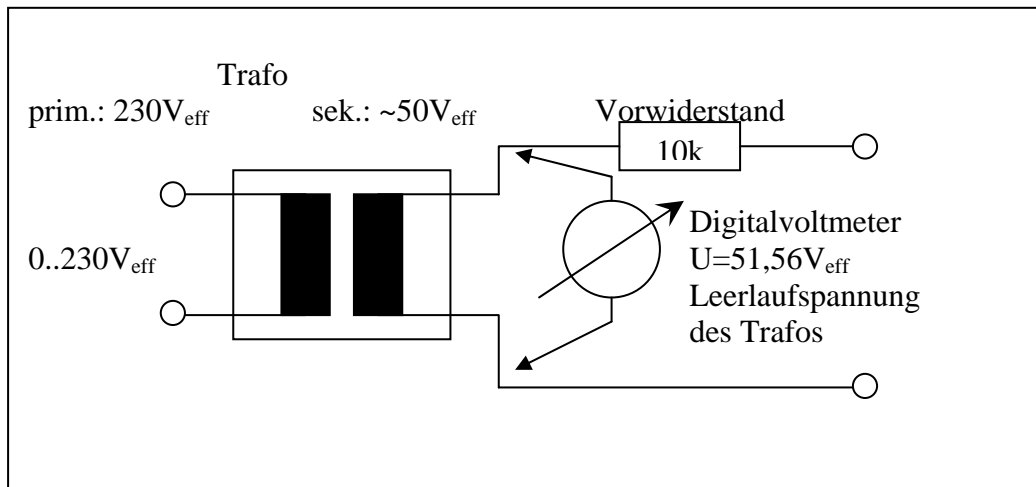 Trafo
prim.: 230Veff sek.: ~50Veff Vorwiderstand
10k
0..230Veff
Digitalvoltmeter
U=51,56Veff
Leerlaufspannung
des Trafos